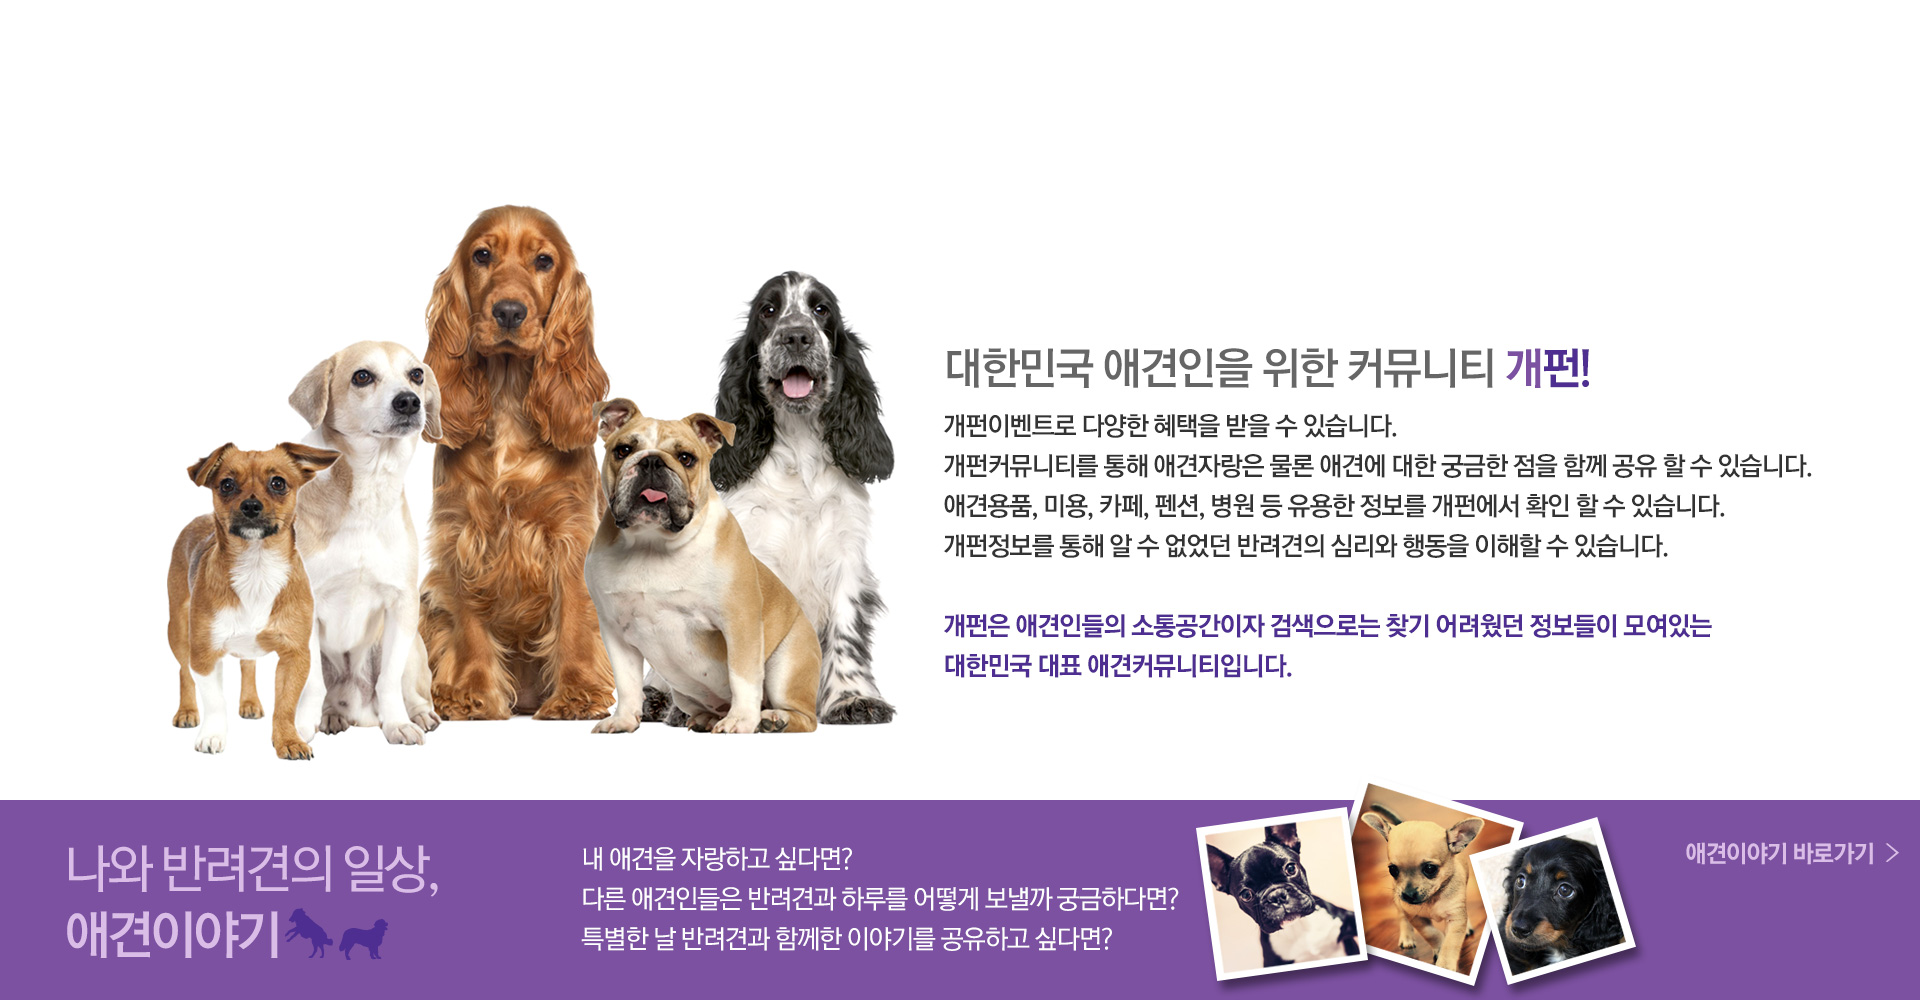 대한민국 애견인을 위한 커뮤니티 개펀!
개펀이벤트로 다양한 혜택을 받을 수 있습니다.
개펀커뮤니티를 통해 애견자랑은 물론 애견에 대한 궁금한 점을 함께 공유 할 수 있습니다.
애견용품, 미용, 카페, 펜션, 병원 등 유용한 정보를 개펀에서 확인 할 수 있습니다.
개펀정보를 통해 알 수 없었던 반려견의 심리와 행동을 이해할 수 있습니다.
개펀은 애견인들의 소통공간이자 검색으로는 찾기 어려웠던 정보들이 모여있는
대한민국 대표 애견커뮤니티입니다.
나와 반려견의 일상,
애견이야기
내 애견을 자랑하고 싶다면?
다른 애견인들은 반려견과 하루를 어떻게 보낼까 궁금하다면?
특별한 날 반려견과 함께한 이야기를 공유하고 싶다면?
애견이야기 바로가기 >